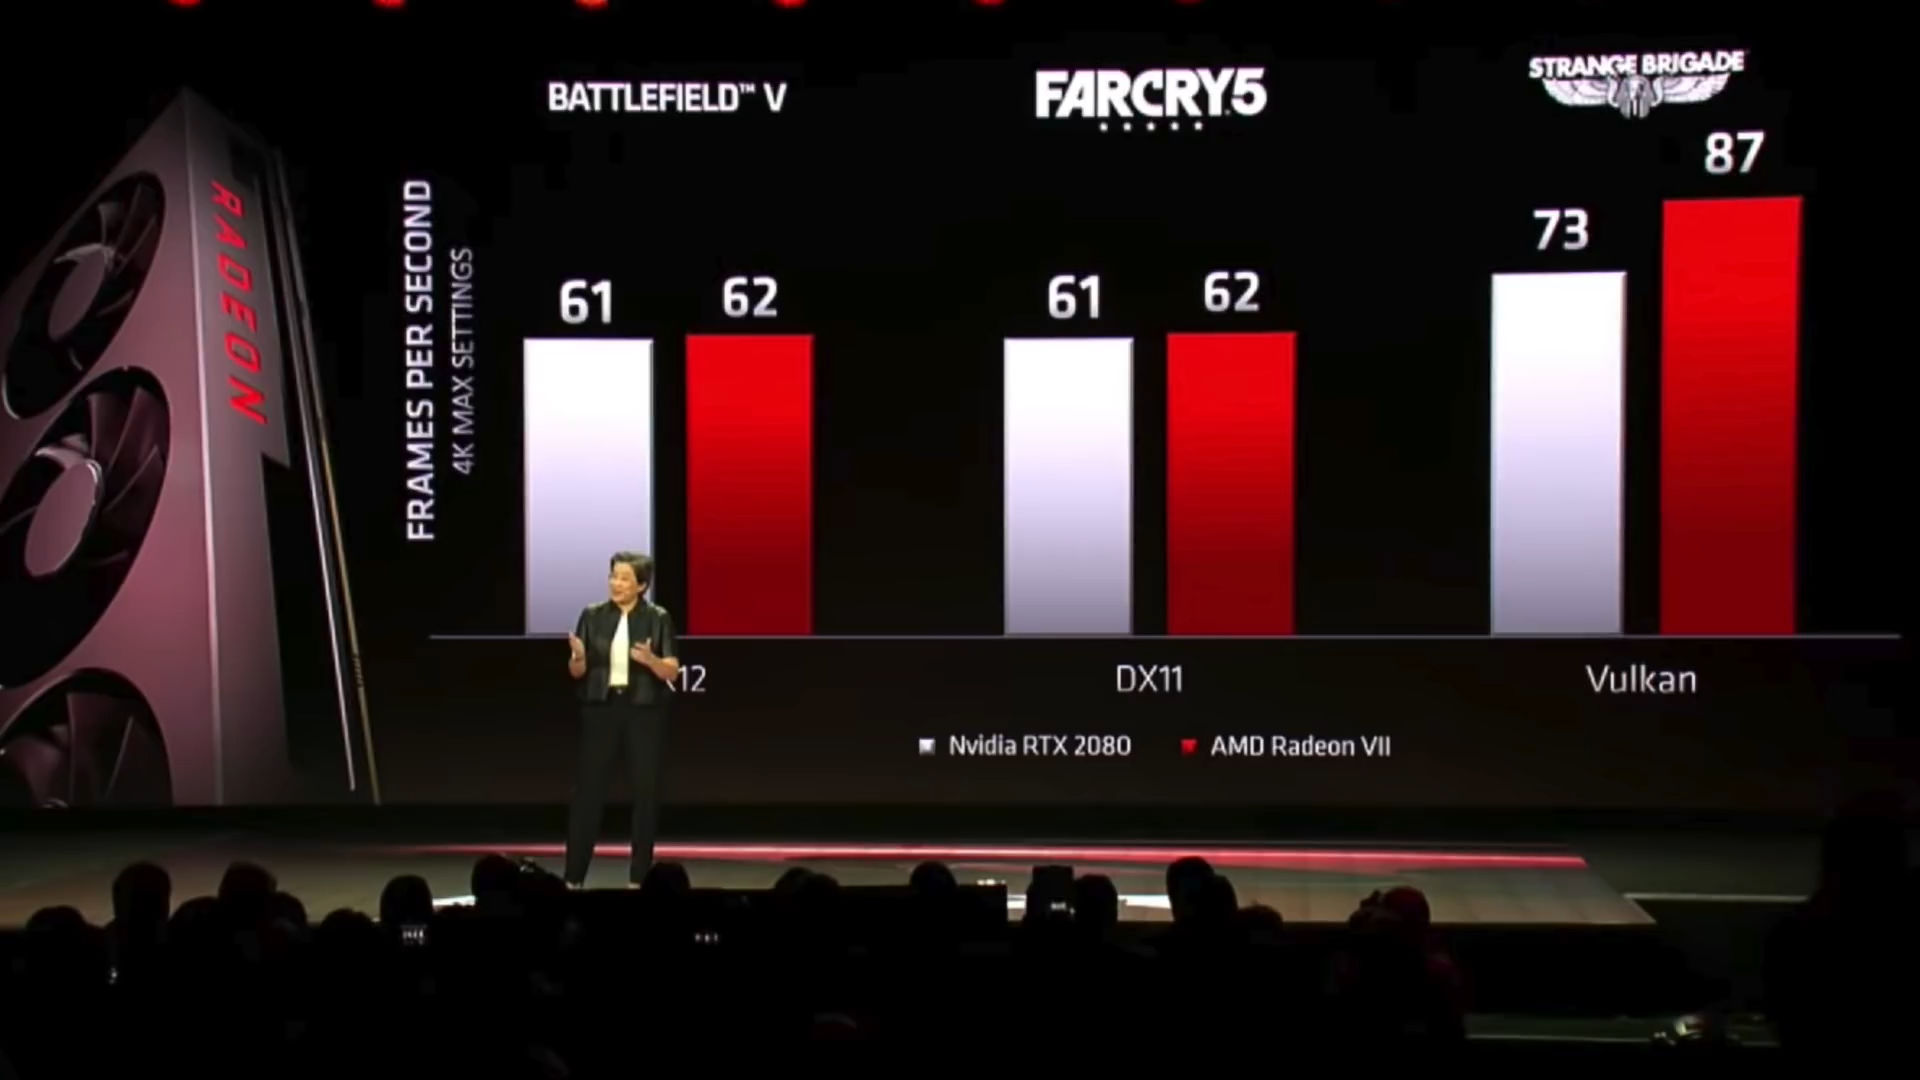 BATTLEFIELD™ V
FARCRY5
STRANGE BRIGADE
RADEON
FRAMES PER SECOND
4K MAX SETTINGS
61
62
61
62
73
87
DX11
Vulkan
Nvidia RTX 2080
AMD Radeon VII